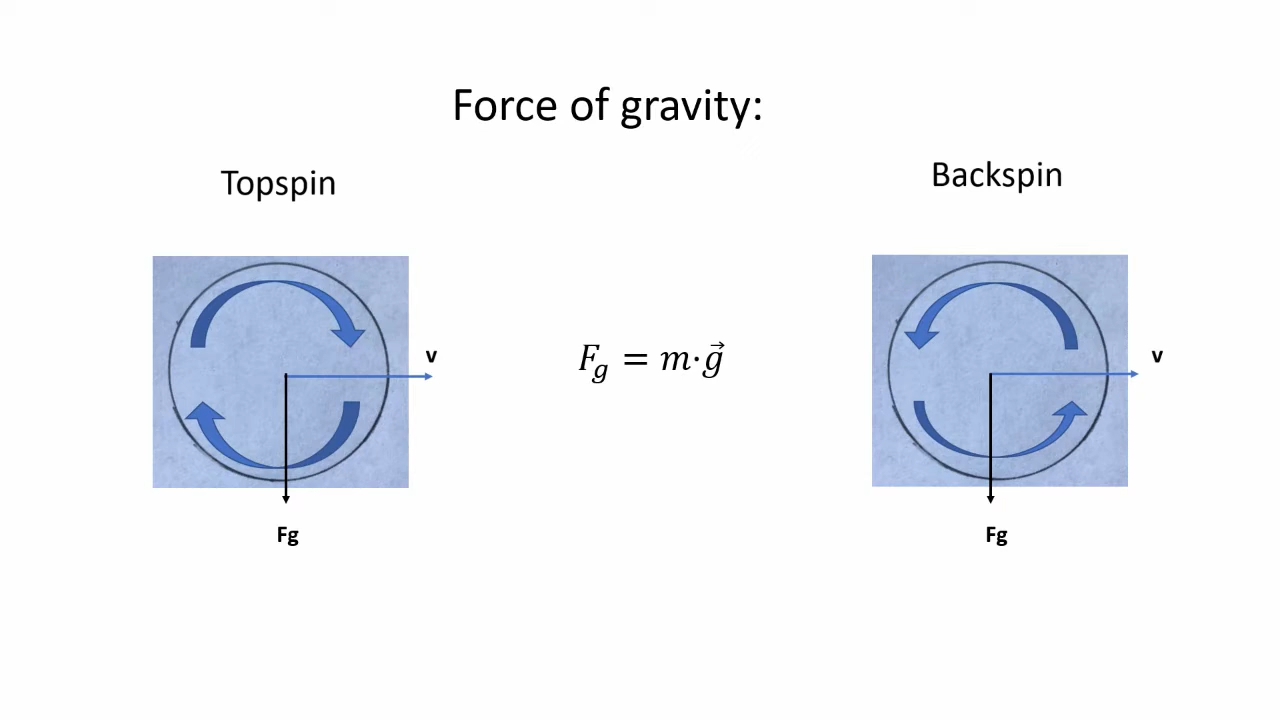 Force of gravity:
Topspin
Backspin
v
v
F_g = m·g⃗
Fg
Fg